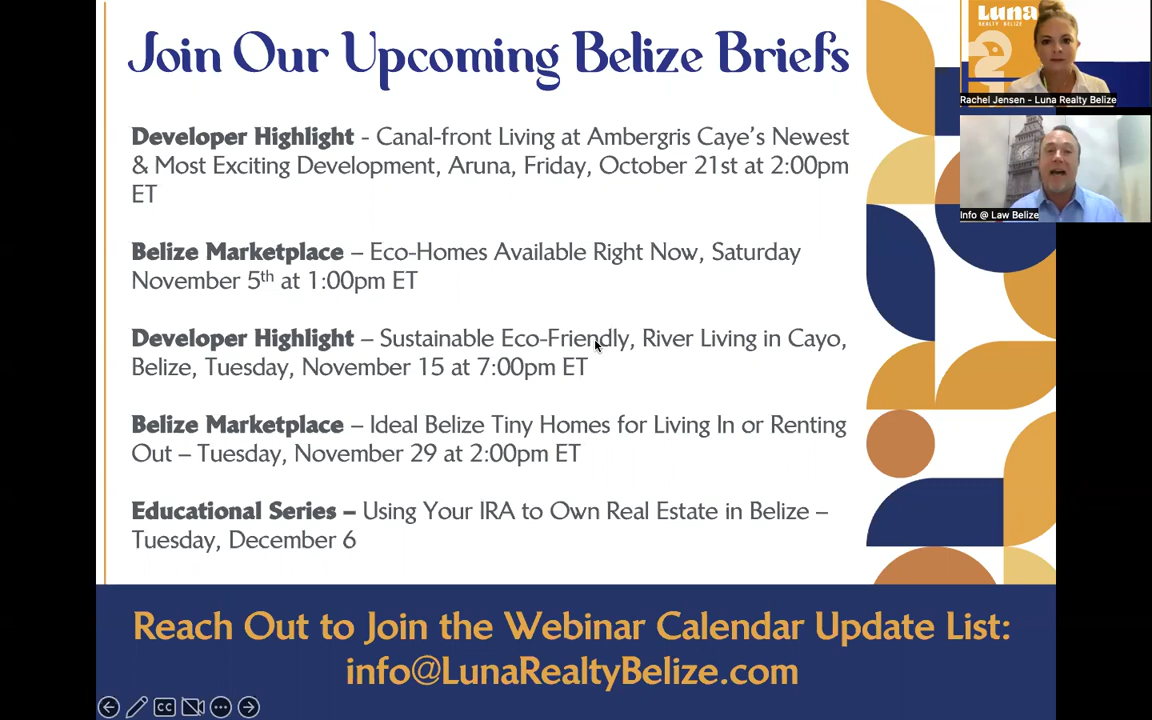 Join Our Upcoming Belize Briefs
Developer Highlight - Canal-front Living at Ambergris Caye’s Newest
& Most Exciting Development, Aruna, Friday, October 21st at 2:00pm
ET
Belize Marketplace – Eco-Homes Available Right Now, Saturday
November 5th at 1:00pm ET
Developer Highlight – Sustainable Eco-Friendly, River Living in Cayo,
Belize, Tuesday, November 15 at 7:00pm ET
Belize Marketplace – Ideal Belize Tiny Homes for Living In or Renting
Out – Tuesday, November 29 at 2:00pm ET
Educational Series – Using Your IRA to Own Real Estate in Belize –
Tuesday, December 6
Reach Out to Join the Webinar Calendar Update List:
info@LunaRealtyBelize.com
CC
Luna
REALTY BELIZE
Rachel Jensen - Luna Realty Belize
Info @ Law Belize